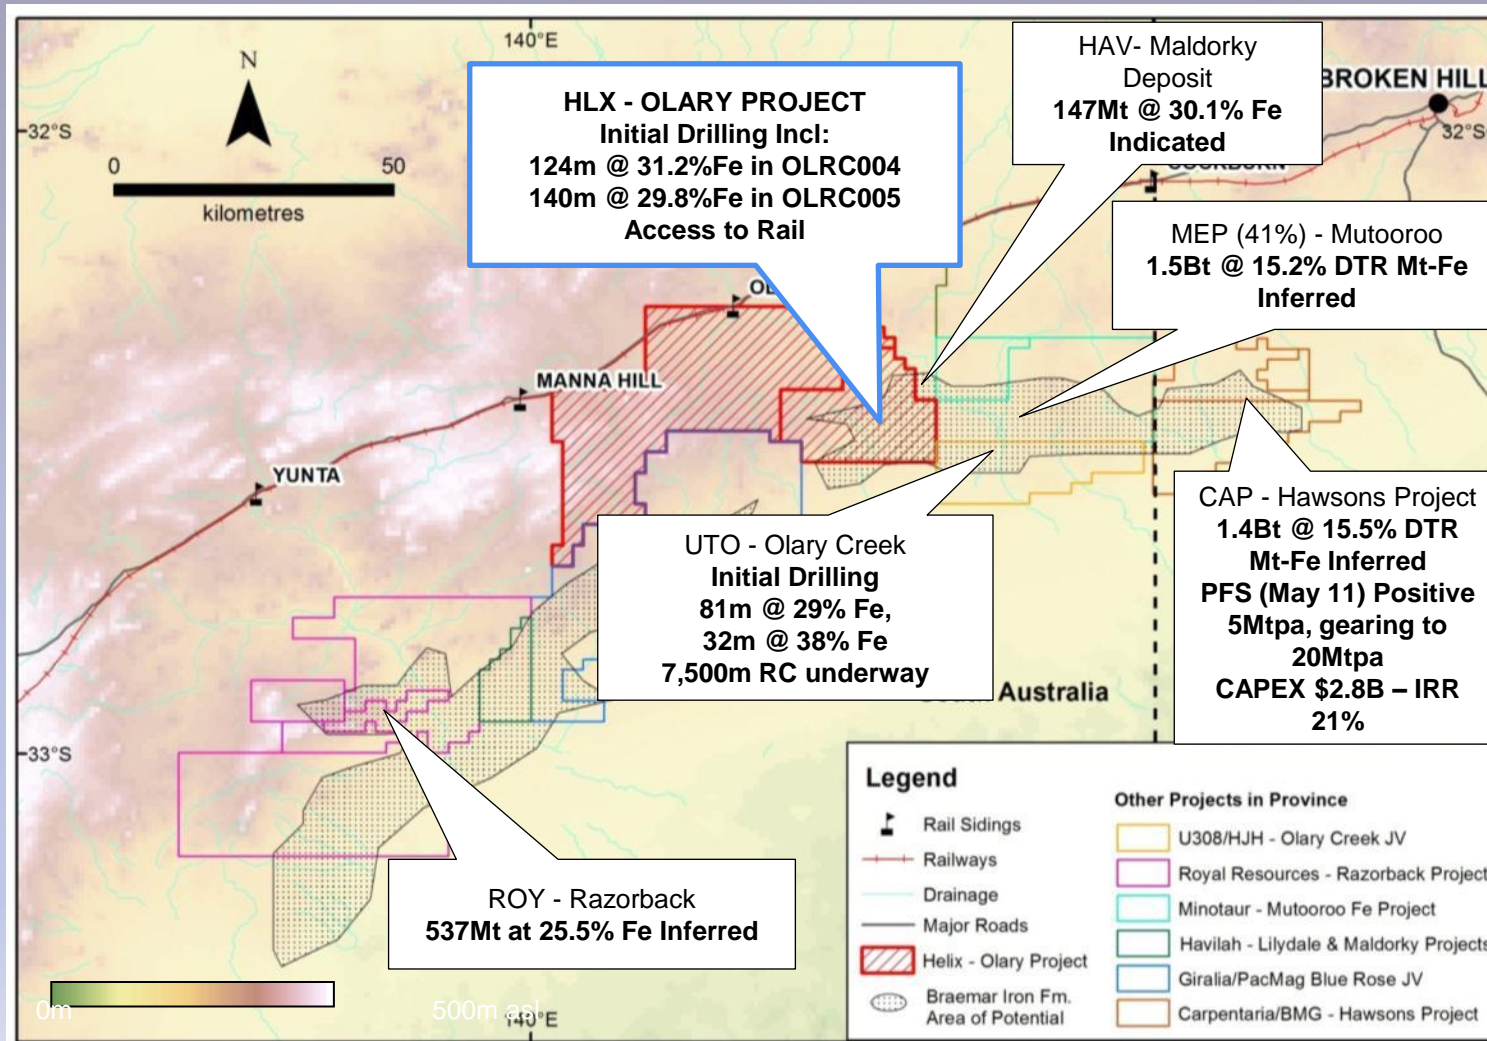 140°E
N
32°S
0 50
kilometres
HLX - OLARY PROJECT
Initial Drilling Incl:
124m @ 31.2%Fe in OLRC004
140m @ 29.8%Fe in OLRC005
Access to Rail
HAV- Maldorky
Deposit
147Mt @ 30.1% Fe
Indicated
BROKEN HILL
32°S
MEP (41%) - Mutooroo
1.5Bt @ 15.2% DTR Mt-Fe
Inferred
MANNA HILL
YUNTA
UTO - Olary Creek
Initial Drilling
81m @ 29% Fe,
32m @ 38% Fe
7,500m RC underway
CAP - Hawsons Project
1.4Bt @ 15.5% DTR
Mt-Fe Inferred
PFS (May 11) Positive
5Mtpa, gearing to
20Mtpa
CAPEX $2.8B – IRR
21%
Australia
33°S
ROY - Razorback
537Mt at 25.5% Fe Inferred
0m 500m asl
140°E
Legend
Rail Sidings
Railways
Drainage
Major Roads
Helix - Olary Project
Braemar Iron Fm.
Area of Potential
Other Projects in Province
U308/HJH - Olary Creek JV
Royal Resources - Razorback Project
Minotaur - Mutooroo Fe Project
Havilah - Lilydale & Maldorky Projects
Giralia/PacMag Blue Rose JV
Carpentaria/BMG - Hawsons Project